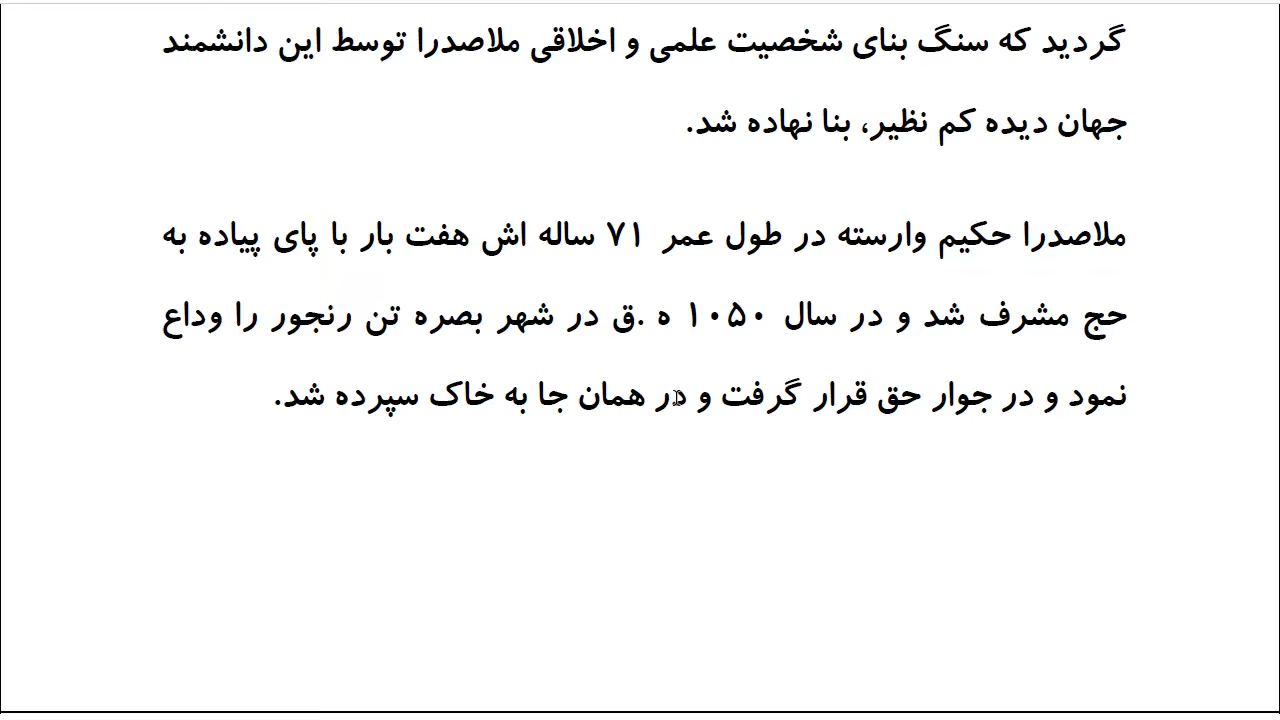 گردید که سنگ بنای شخصیت علمی و اخلاقی ملاصدرا توسط این دانشمند
جهان دیده کم نظیر، بنا نهاده شد.
ملاصدرا حکیم وارسته در طول عمر ۷۱ ساله اش هفت بار با پای پیاده به
حج مشرف شد و در سال ۱۰۵۰ ه .ق در شهر بصره تن رنجور را وداع
نمود و در جوار حق قرار گرفت و در همان جا به خاک سپرده شد.